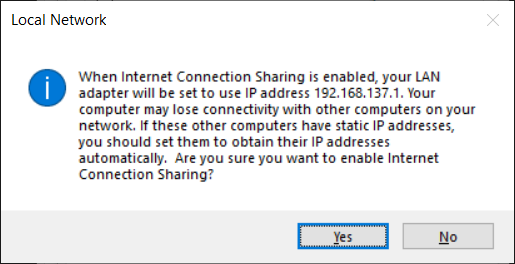 Local Network
When Internet Connection Sharing is enabled, your LAN
adapter will be set to use IP address 192.168.137.1. Your
computer may lose connectivity with other computers on your
network. If these other computers have static IP addresses,
you should set them to obtain their IP addresses
automatically.  Are you sure you want to enable Internet
Connection Sharing?
Yes
No